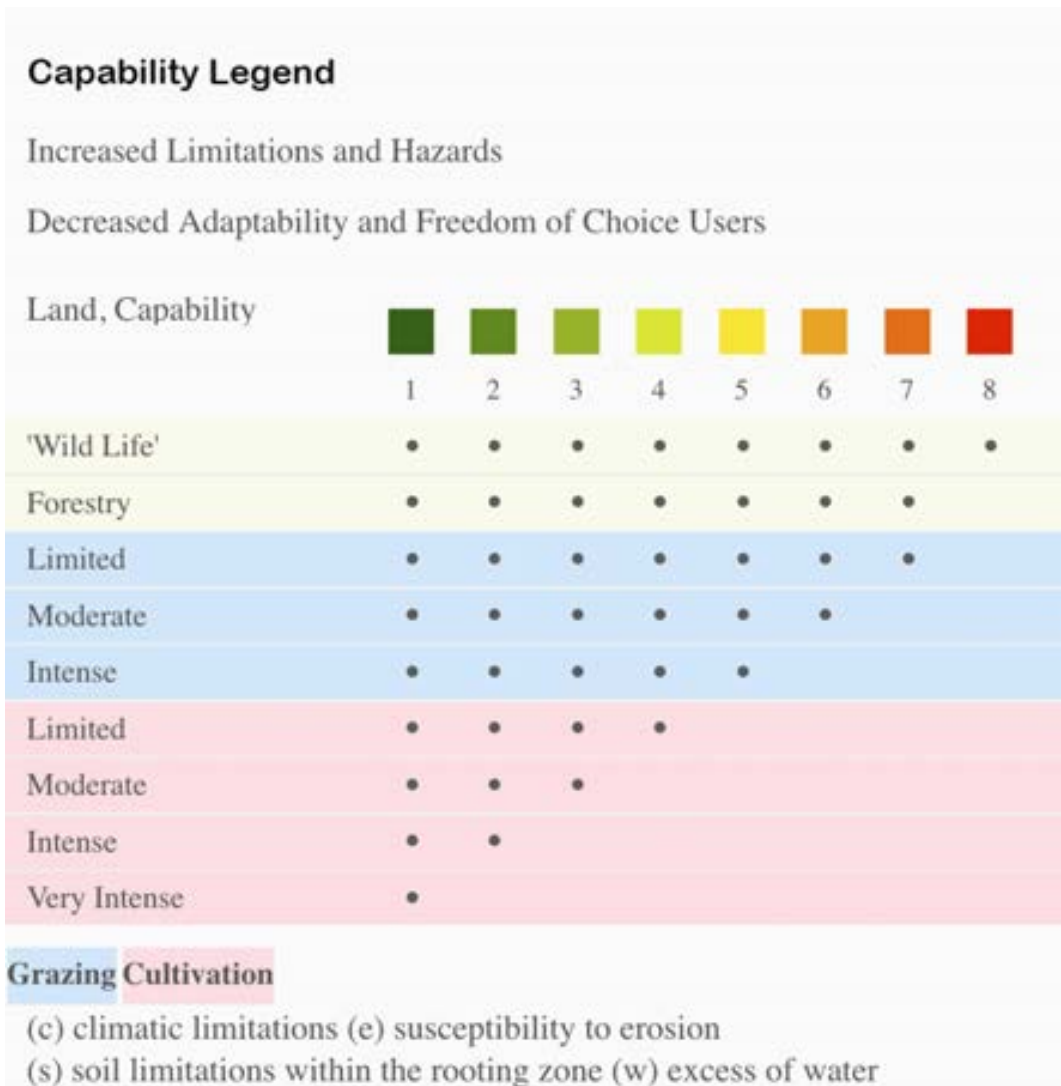 Capability Legend
Increased Limitations and Hazards
Decreased Adaptability and Freedom of Choice Users
Land, Capability
1 2 3 4 5 6 7 8
'Wild Life' • • • • • • • •
Forestry • • • • • • •
Limited • • • • • • •
Moderate • • • • • •
Intense • • • • •
Limited • • • •
Moderate • • •
Intense • •
Very Intense •
Grazing Cultivation
(c) climatic limitations (e) susceptibility to erosion
(s) soil limitations within the rooting zone (w) excess of water